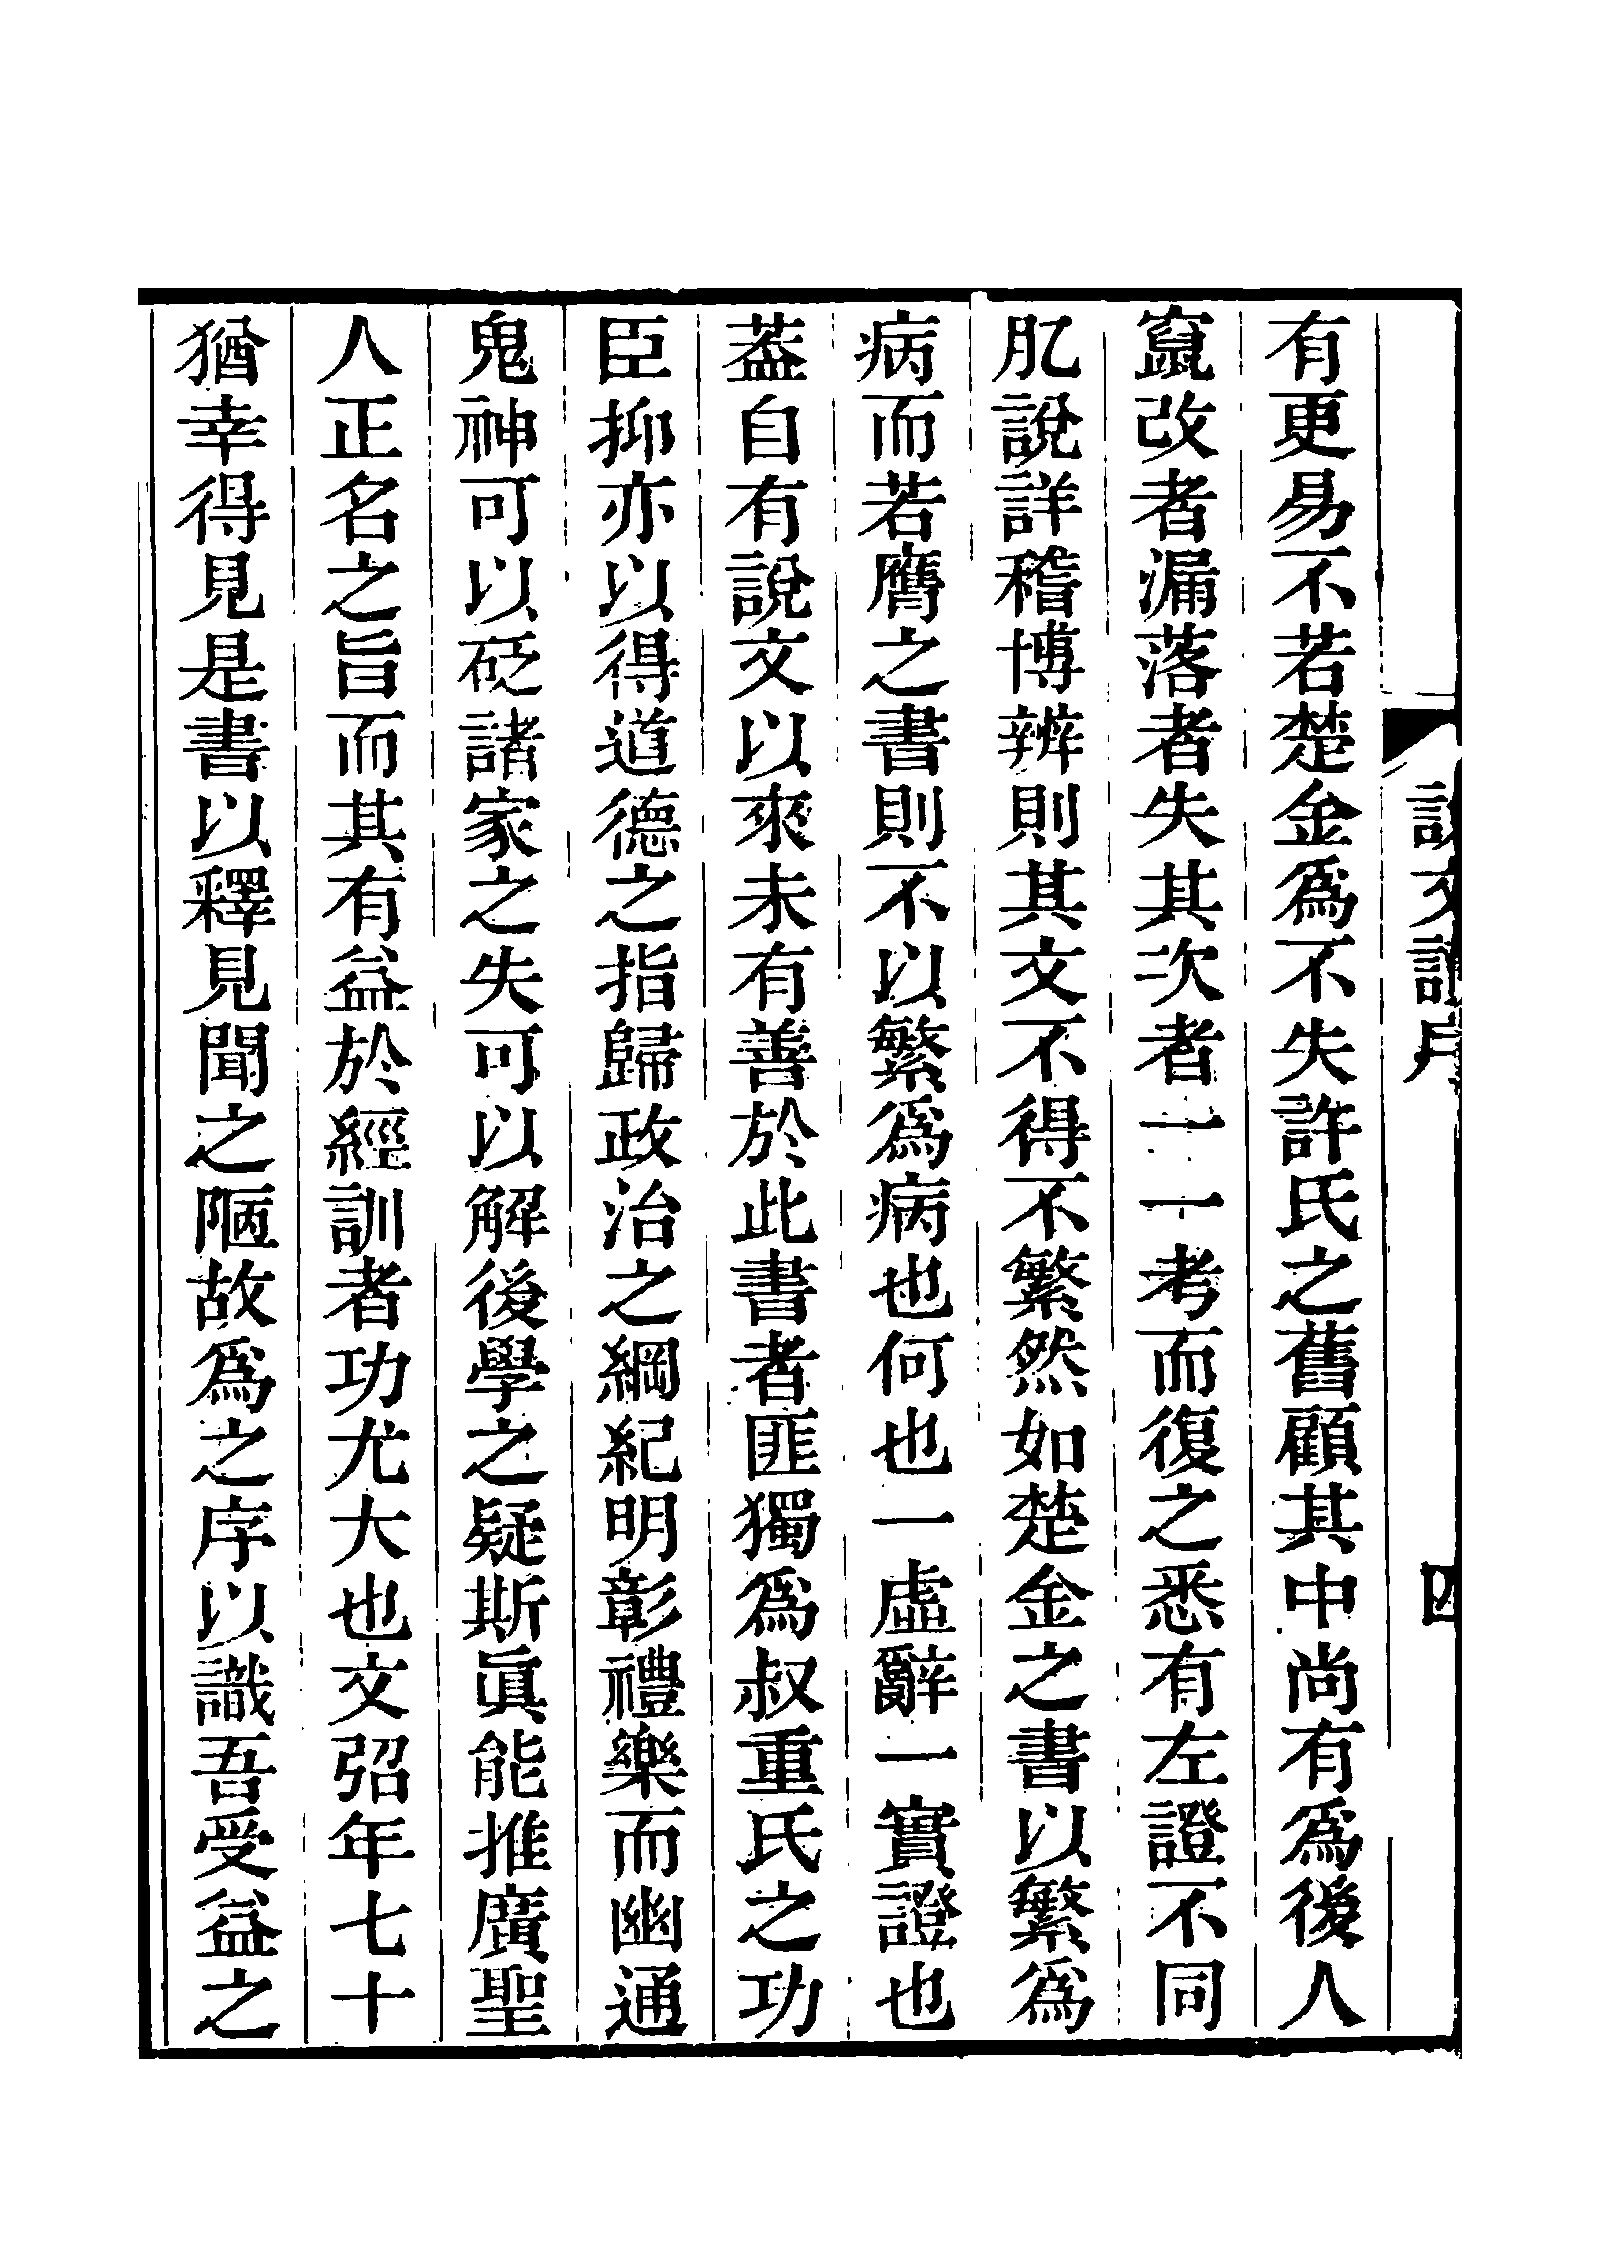 說文讀序 四
有更易不若楚金爲不失許氏之舊顧其中尚有爲後人
竄改者漏落者失其次者一一考而復之悉有左證不同
肊說詳稽博辨則其文不得不繁然如楚金之書以繁爲
病而若膺之書則不以繁爲病也何也一虛辭一實證也
葢自有說文以來未有善於此書者匪獨爲叔重氏之功
臣抑亦以得道德之指歸政治之綱紀明彰禮樂而幽通
鬼神可以砭諸家之失可以解後學之疑斯眞能推廣聖
人正名之旨而其有益於經訓者功尤大也文弨年七十
猶幸得見是書以釋見聞之陋故爲之序以識吾受益之